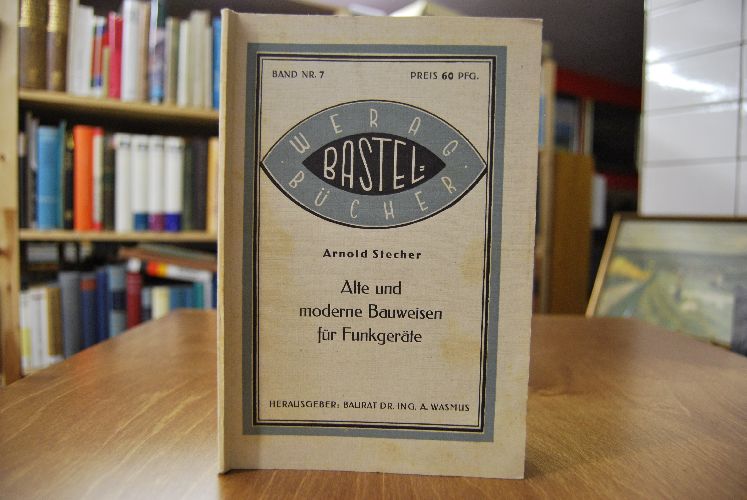 BAND NR. 7 PREIS 60 PFG.
WERAG-
BASTEL=
BÜCHER
Arnold Stecher
Alte und
moderne Bauweisen
für Funkgeräte
HERAUSGEBER: BAURAT DR. ING. A. WASMUS